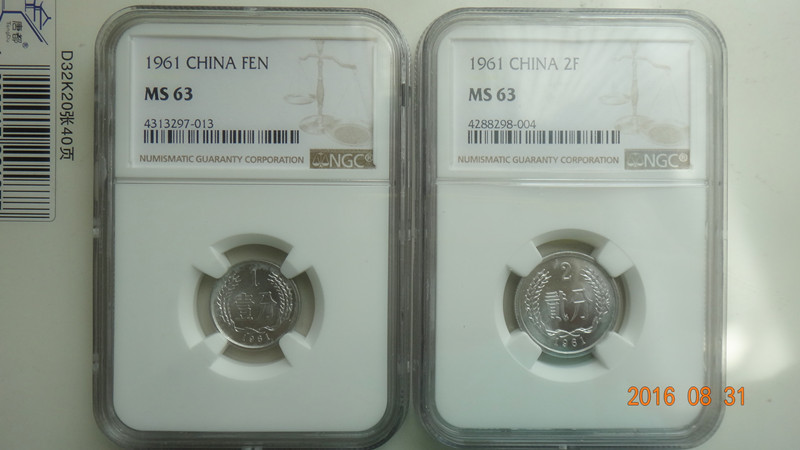 唐碧®
D32K20张40页
1961 CHINA FEN
MS 63
4313297-013
NUMISMATIC GUARANTY CORPORATION
NGC®
1
壹分
1961
1961 CHINA 2F
MS 63
4288298-004
NUMISMATIC GUARANTY CORPORATION
NGC®
2
贰分
1961
2016 08 31